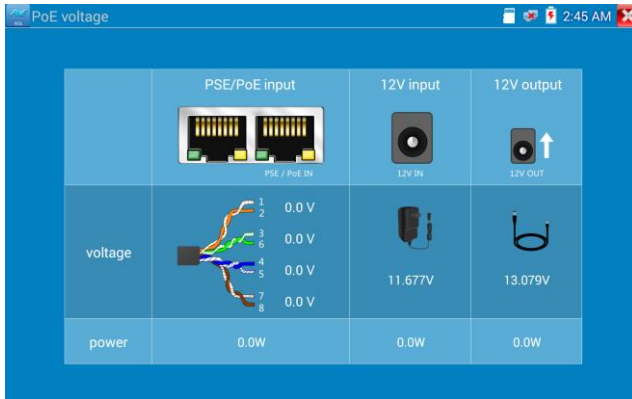 PoE voltage
2:45 AM
PSE/PoE input
12V input
12V output
PSE / PoE IN
12V IN
12V OUT
voltage
1
2
0.0 V
3
6
0.0 V
4
5
0.0 V
7
8
0.0 V
11.677V
13.079V
power
0.0W
0.0W
0.0W